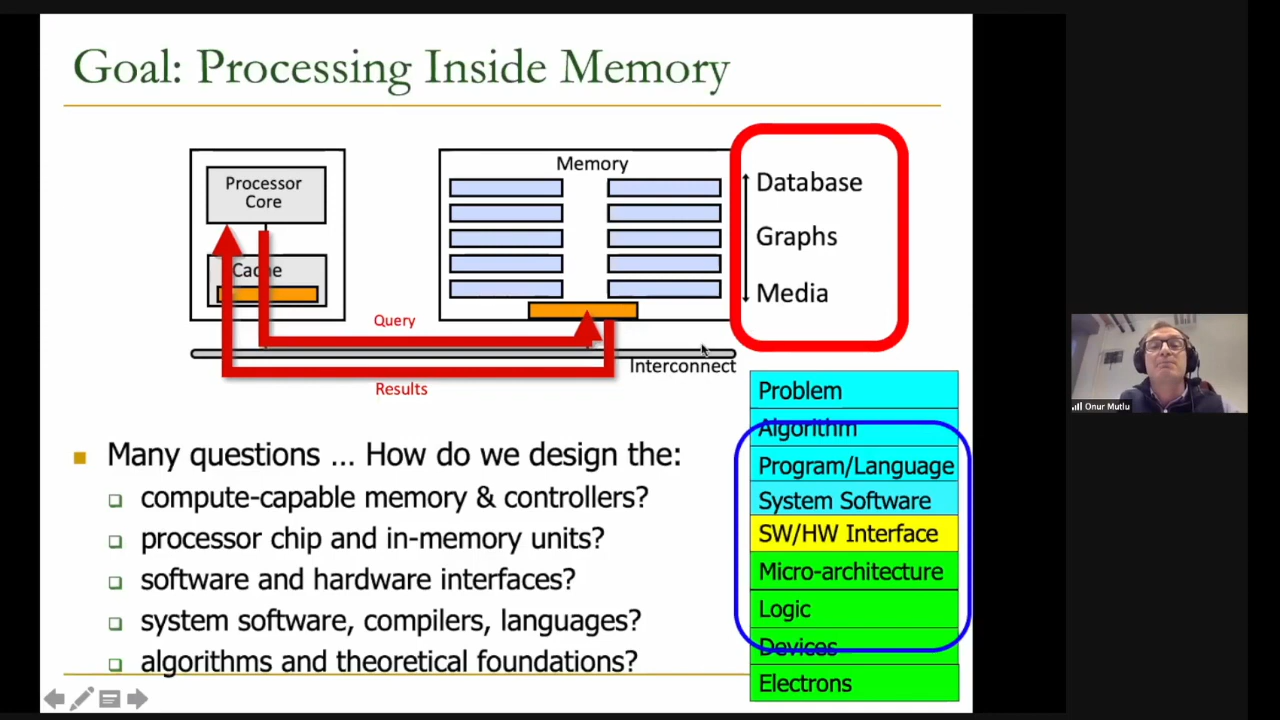 Goal: Processing Inside Memory
Processor
Core
Cache
Memory
Database
Graphs
Media
Query
Interconnect
Results
Many questions ... How do we design the:
compute-capable memory & controllers?
processor chip and in-memory units?
software and hardware interfaces?
system software, compilers, languages?
algorithms and theoretical foundations?
Problem
Algorithm
Program/Language
System Software
SW/HW Interface
Micro-architecture
Logic
Devices
Electrons
Onur Mutlu